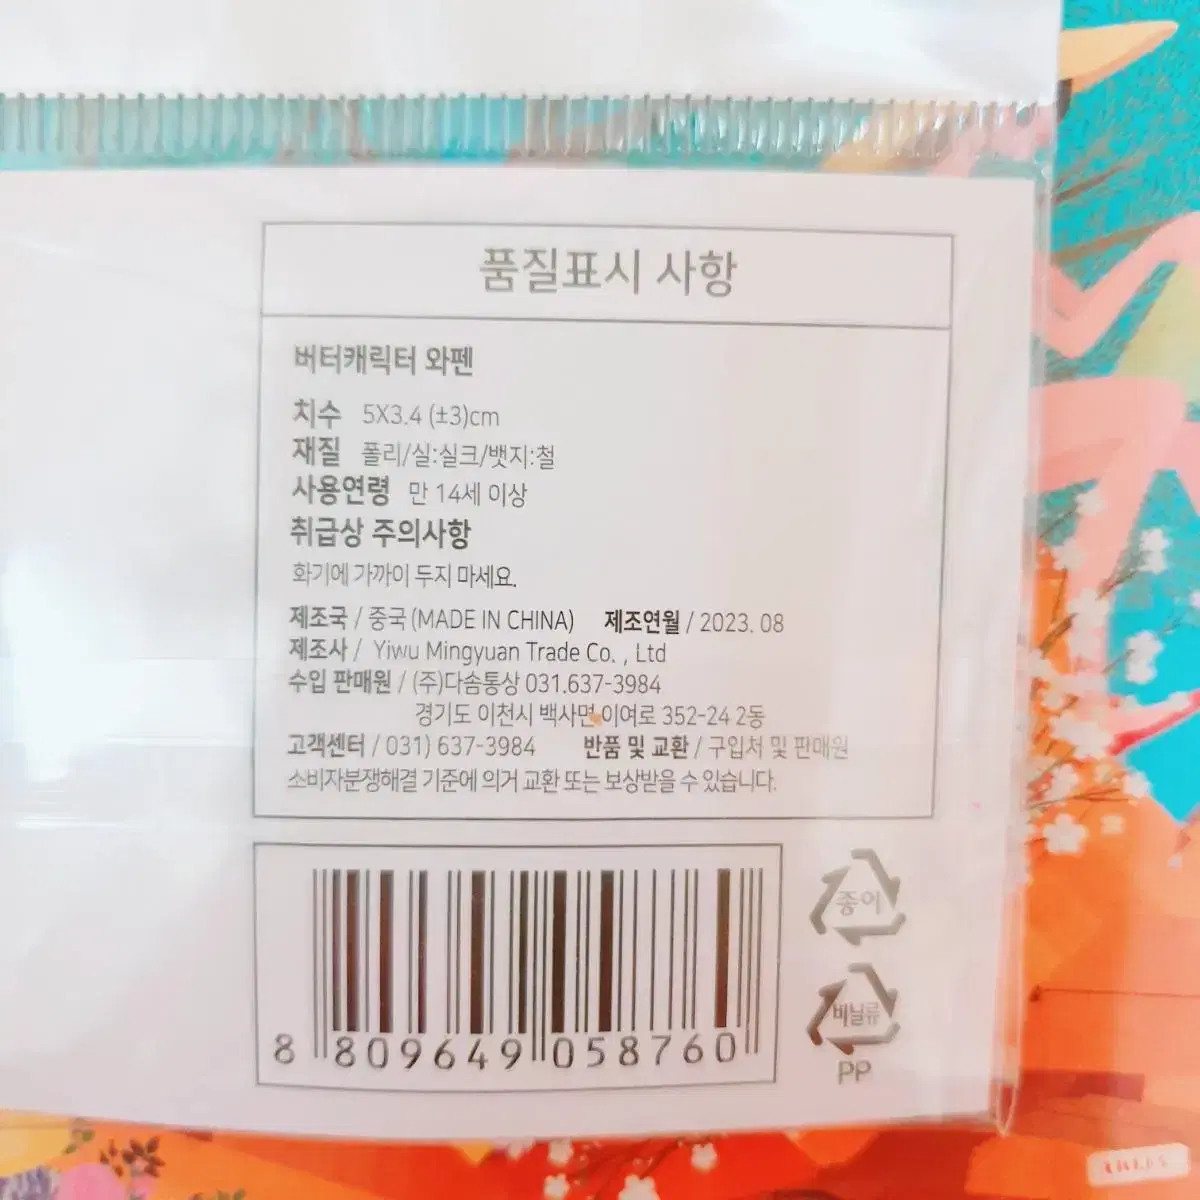 품질표시 사항
버터캐릭터 와펜
치수 5X3.4 (±3)cm
재질 폴리/실:실크/뱃지:철
사용연령 만 14세 이상
취급상 주의사항
화기에 가까이 두지 마세요.
제조국 / 중국 (MADE IN CHINA) 제조연월 / 2023. 08
제조사 / Yiwu Mingyuan Trade Co. , Ltd
수입 판매원 / (주)다솜통상 031.637-3984
경기도 이천시 백사면 이여로 352-24 2동
고객센터 / 031) 637-3984 반품 및 교환 / 구입처 및 판매원
소비자분쟁해결 기준에 의거 교환 또는 보상받을 수 있습니다.
종이
비닐류
PP
8 809649 058760